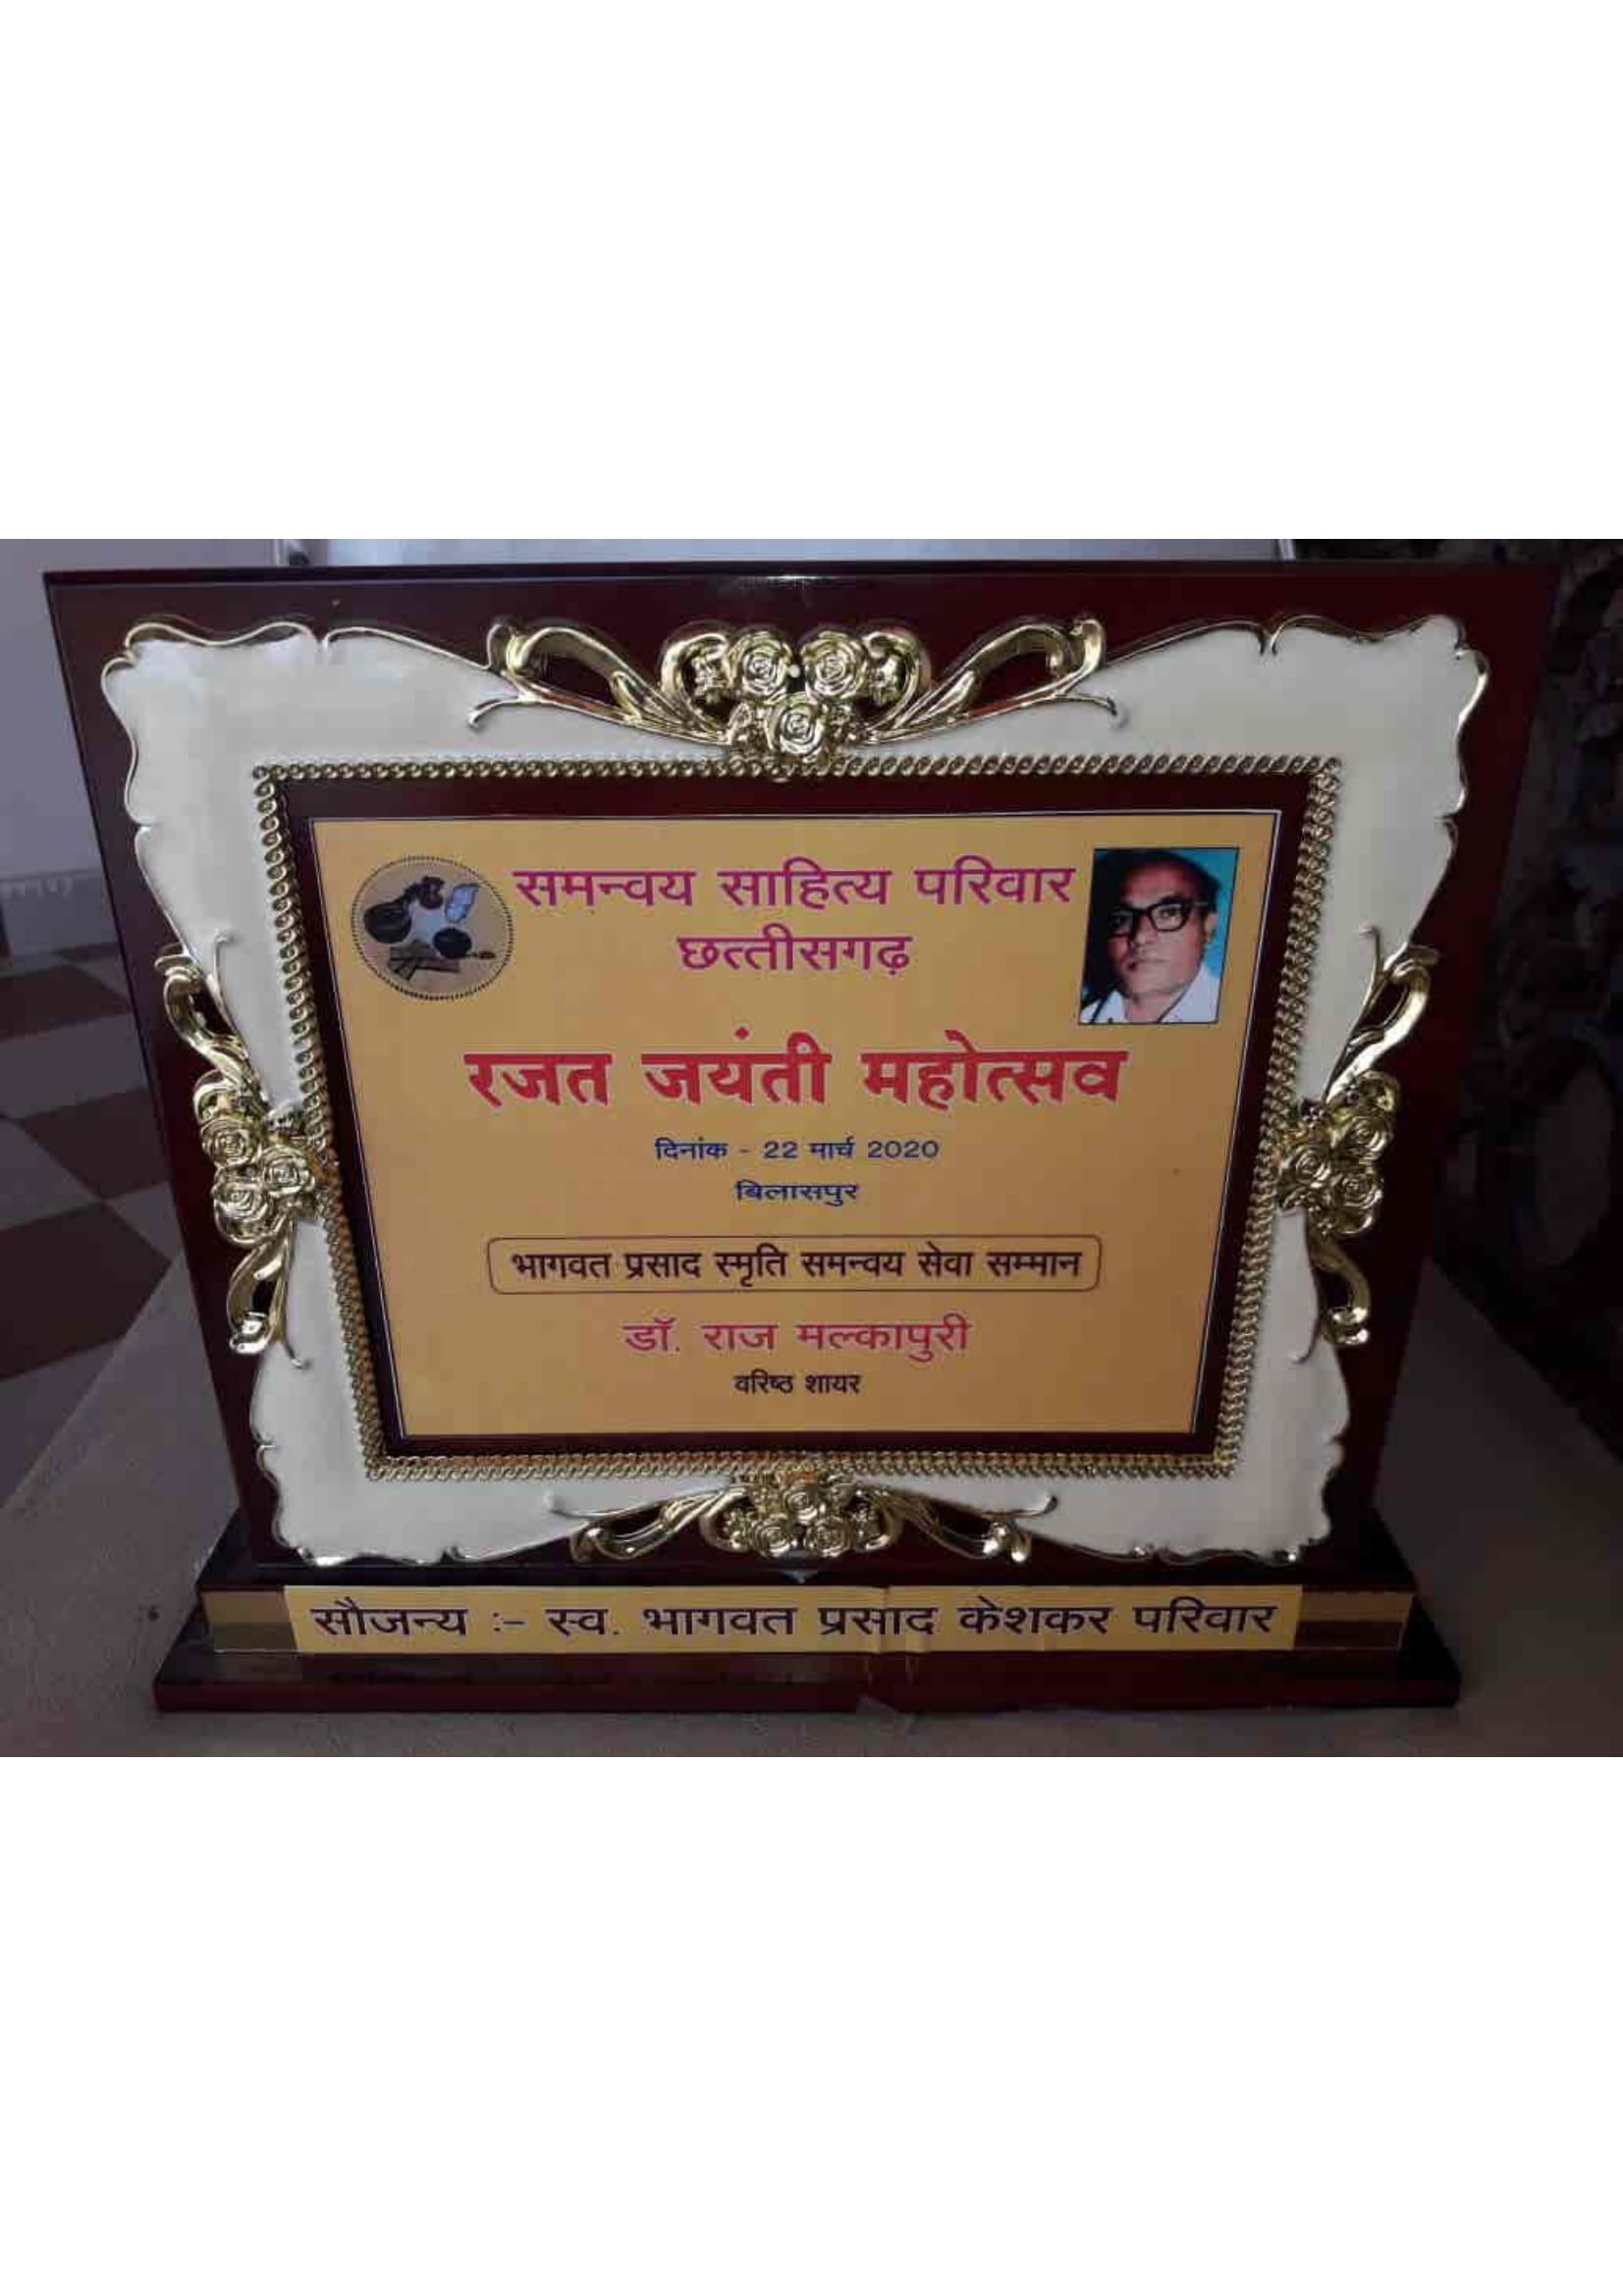 समन्वय साहित्य परिवार
छत्तीसगढ़
रजत जयंती महोत्सव
दिनांक - 22 मार्च 2020
बिलासपुर
भागवत प्रसाद स्मृति समन्वय सेवा सम्मान
डॉ. राज मल्कापुरी
वरिष्ठ शायर
सौजन्य :- स्व. भागवत प्रसाद केशकर परिवार